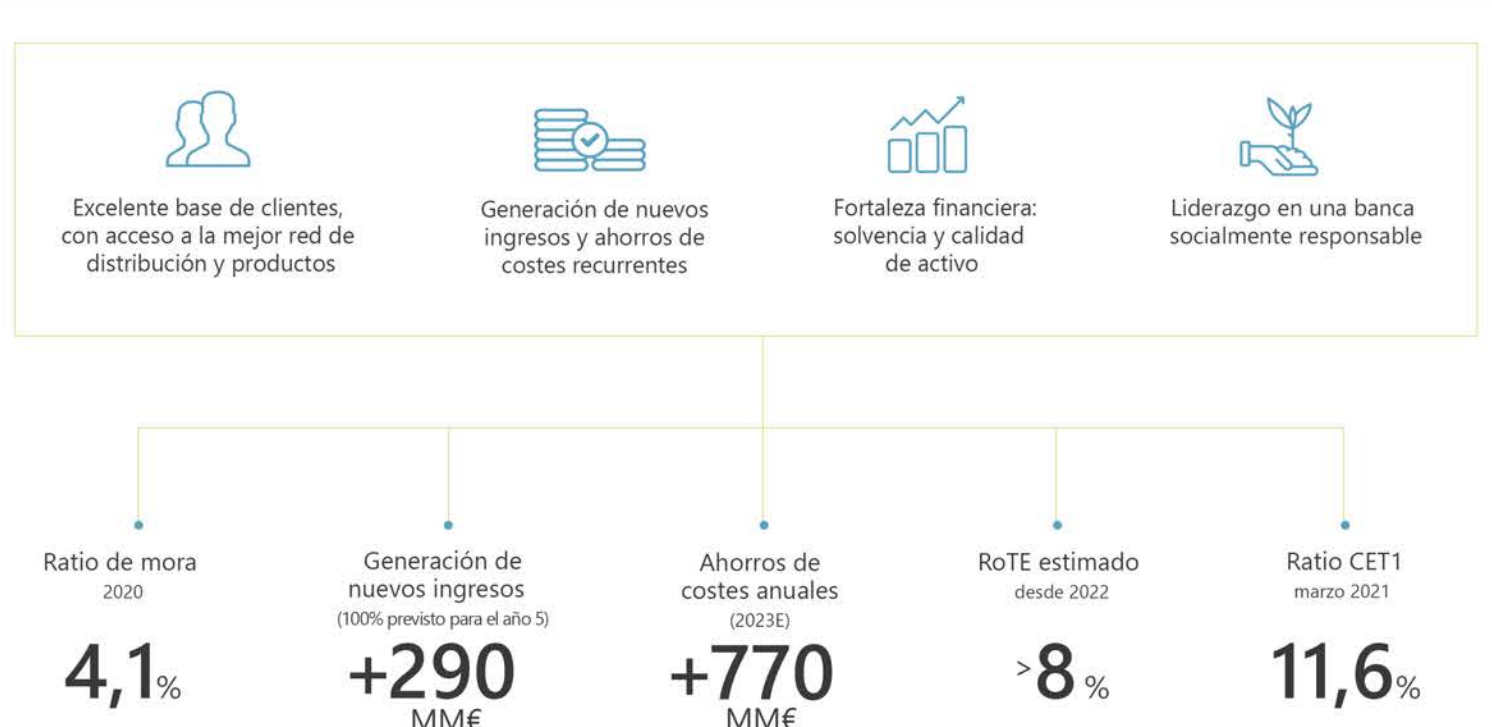 Excelente base de clientes,
con acceso a la mejor red de
distribución y productos
Generación de nuevos
ingresos y ahorros de
costes recurrentes
Fortaleza financiera:
solvencia y calidad
de activo
Liderazgo en una banca
socialmente responsable
Ratio de mora
2020
4,1%
Generación de
nuevos ingresos
(100% previsto para el año 5)
+290
MM€
Ahorros de
costes anuales
(2023E)
+770
MM€
RoTE estimado
desde 2022
>8 %
Ratio CET1
marzo 2021
11,6%